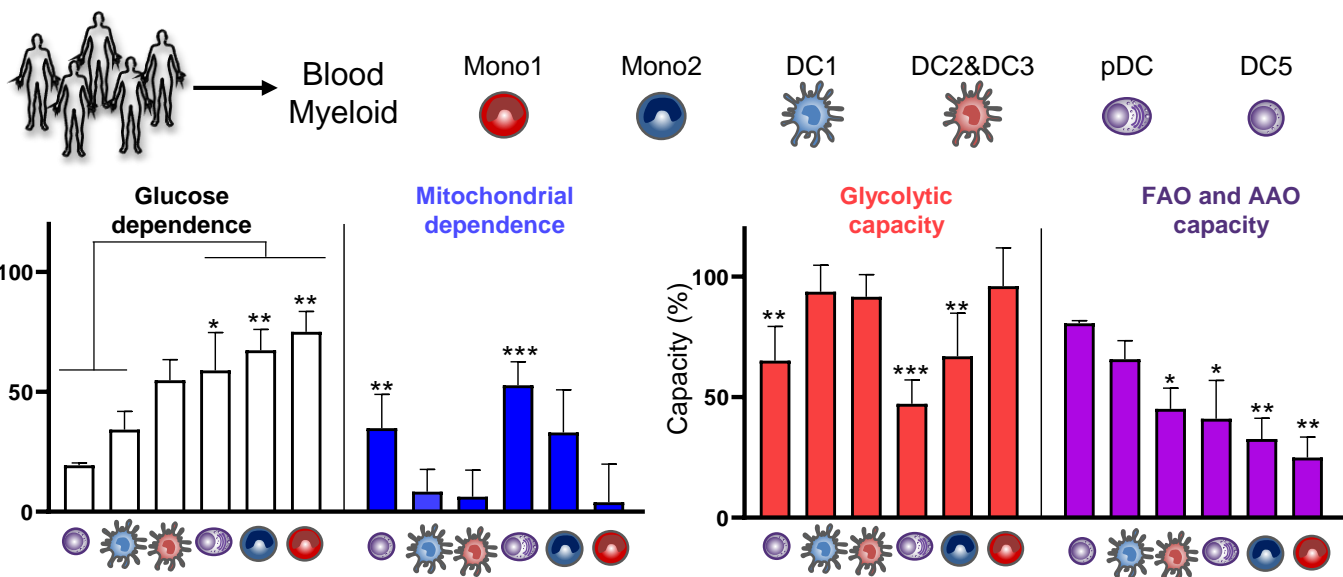 Blood
Myeloid
Mono1
Mono2
DC1
DC2&DC3
pDC
DC5
Glucose
dependence
Mitochondrial
dependence
Glycolytic
capacity
FAO and AAO
capacity
100
50
0
*
**
**
**
***
Capacity (%)
100
50
0
**
***
**
*
*
**
**